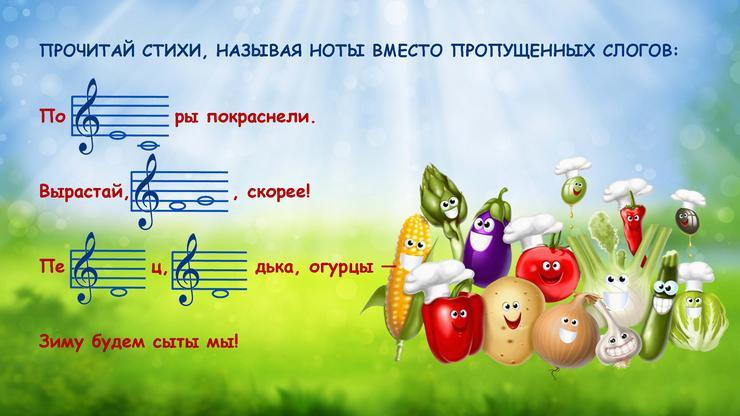 ПРОЧИТАЙ СТИХИ, НАЗЫВАЯ НОТЫ ВМЕСТО ПРОПУЩЕННЫХ СЛОГОВ:
По ры покраснели.
Вырастай, , скорее!
Пе ц, дька, огурцы —
Зиму будем сыты мы!